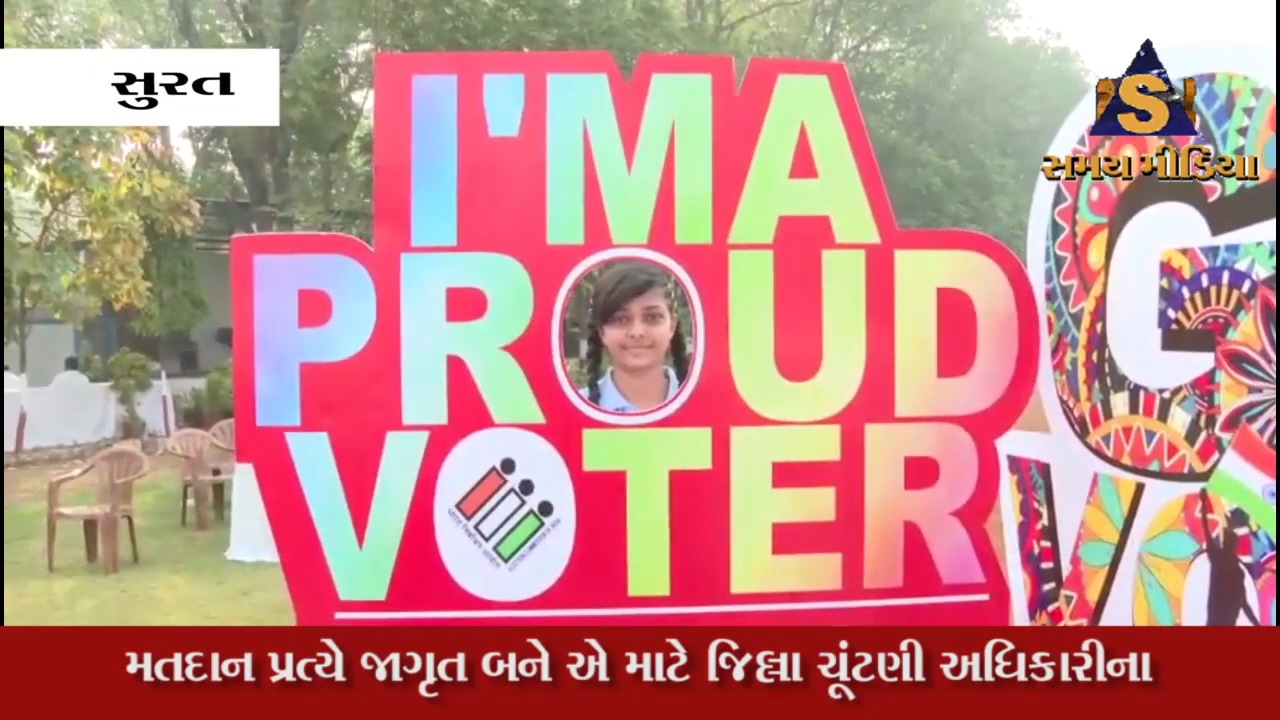 સુરત
S
સમય મીડિયા
I'M A
PROUD
VOTER
મતદાન પ્રત્યે જાગૃત બને એ માટે જિલ્લા ચૂંટણી અધિકારીના